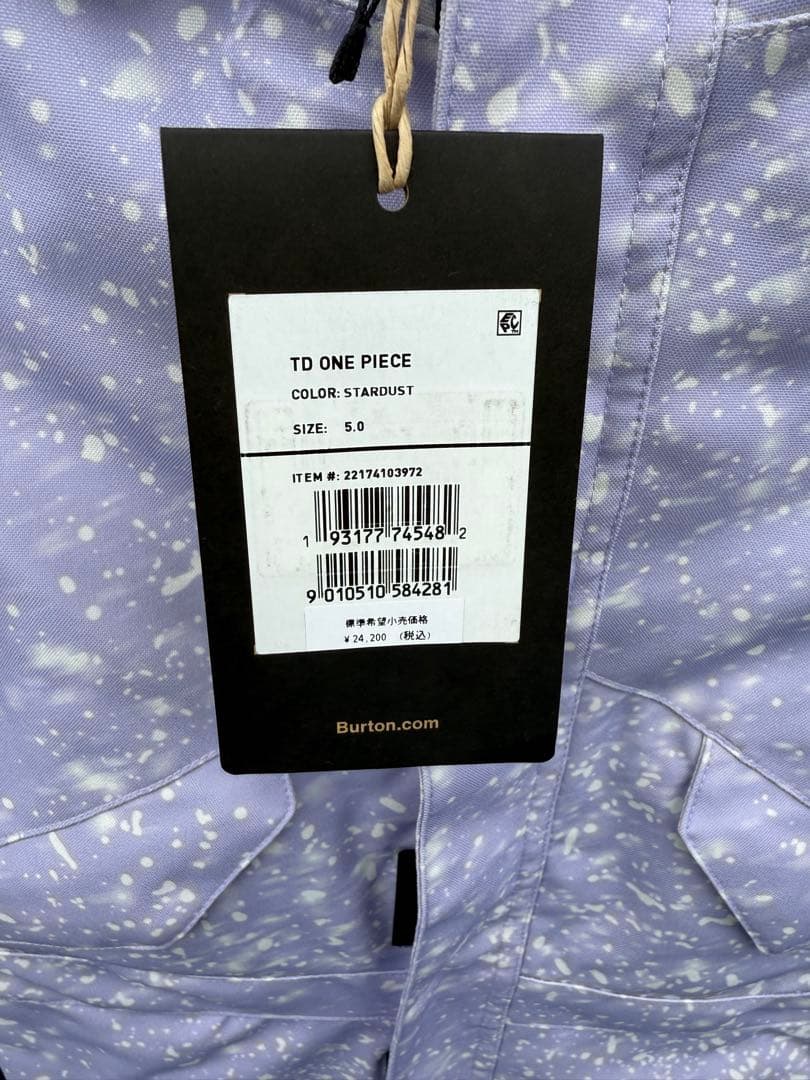 TD ONE PIECE
COLOR: STARDUST
SIZE: 5.0
ITEM #: 22174103972
1 93177 74548 2
9 010510 584281
標準希望小売価格
¥24,200 (税込)
Burton.com